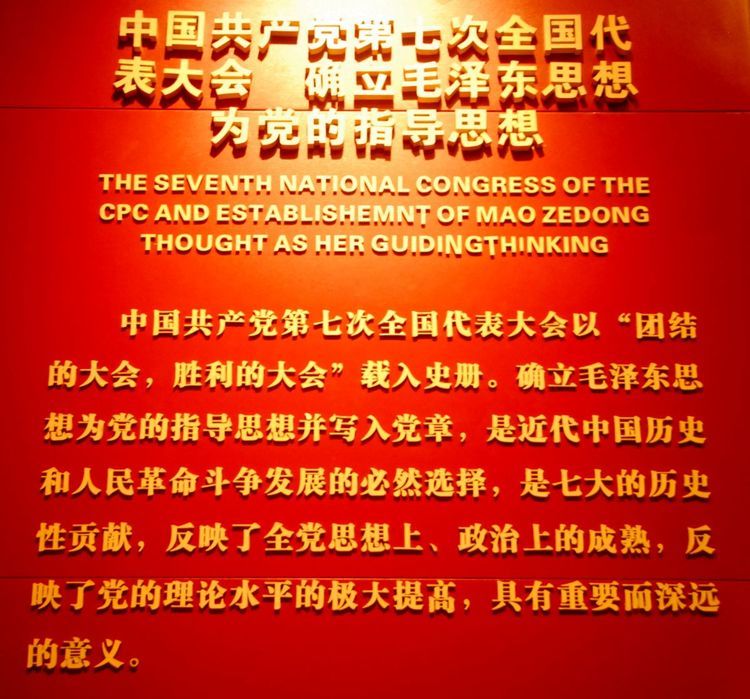 中国共产党第七次全国代
表大会　确立毛泽东思想
为党的指导思想
THE SEVENTH NATIONAL CONGRESS OF THE
CPC AND ESTABLISHEMNT OF MAO ZEDONG
THOUGHT AS HER GUIDINGTHINKING
中国共产党第七次全国代表大会以“团结
的大会，胜利的大会”载入史册。确立毛泽东思
想为党的指导思想并写入党章，是近代中国历史
和人民革命斗争发展的必然选择，是七大的历史
性贡献，反映了全党思想上、政治上的成熟，反
映了党的理论水平的极大提高，具有重要而深远
的意义。